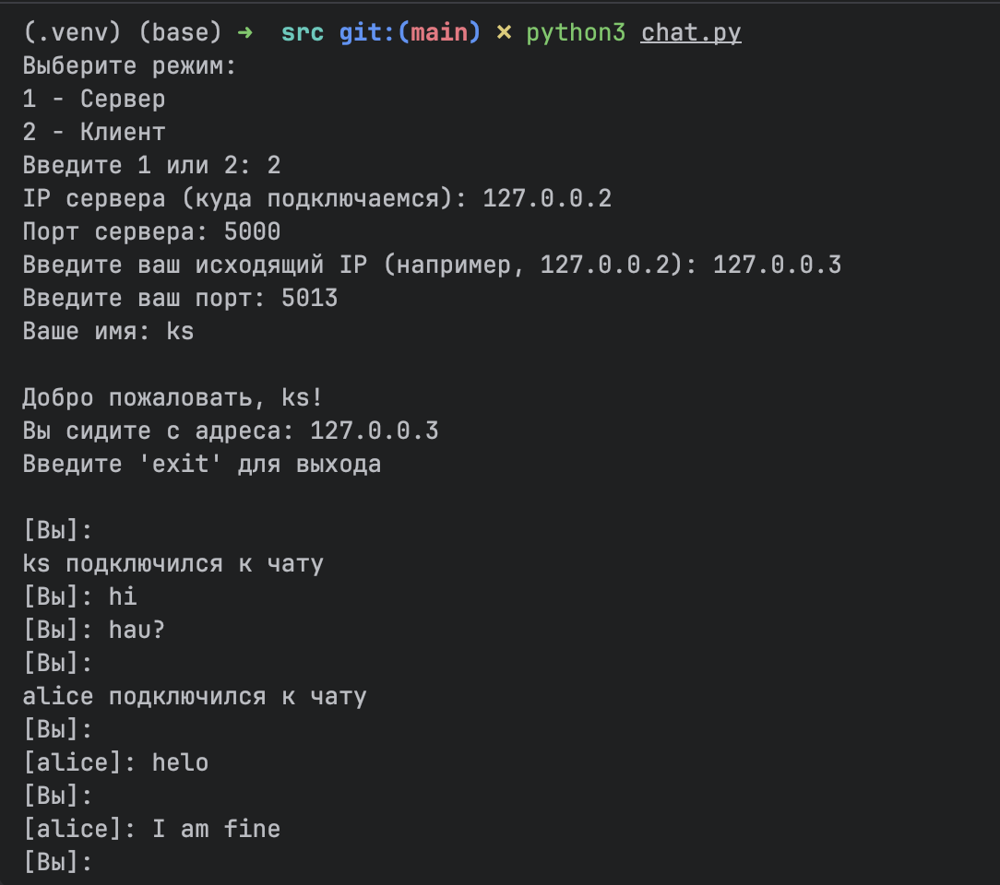 (.venv) (base) ➜  src git:(main) ✗ python3 chat.py
Выберите режим:
1 - Сервер
2 - Клиент
Введите 1 или 2: 2
IP сервера (куда подключаемся): 127.0.0.2
Порт сервера: 5000
Введите ваш исходящий IP (например, 127.0.0.2): 127.0.0.3
Введите ваш порт: 5013
Ваше имя: ks
Добро пожаловать, ks!
Вы сидите с адреса: 127.0.0.3
Введите 'exit' для выхода
[Вы]:
ks подключился к чату
[Вы]: hi
[Вы]: hau?
[Вы]:
alice подключился к чату
[Вы]:
[alice]: helo
[Вы]:
[alice]: I am fine
[Вы]: